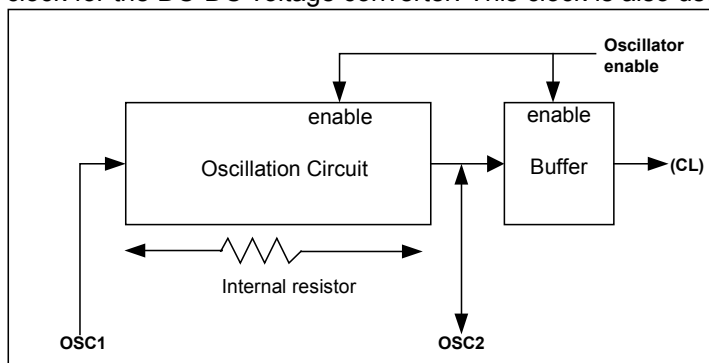 clock for the DC-DC voltage converter. This clock is also
Oscillator
enable
enable
enable
Oscillation Circuit
Buffer
(CL)
Internal resistor
OSC1
OSC2